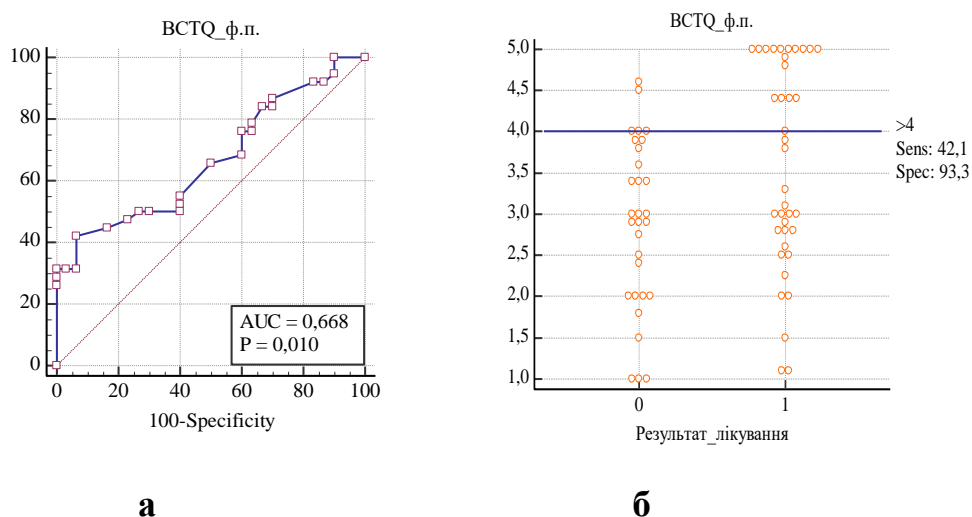 BCTQ_ф.п.
100
80
60
40
20
0
AUC = 0,668
P = 0,010
0 20 40 60 80 100
100-Specificity
а
BCTQ_ф.п.
5,0
4,5
4,0
3,5
3,0
2,5
2,0
1,5
1,0
>4
Sens: 42,1
Spec: 93,3
0 1
Результат_лікування
б